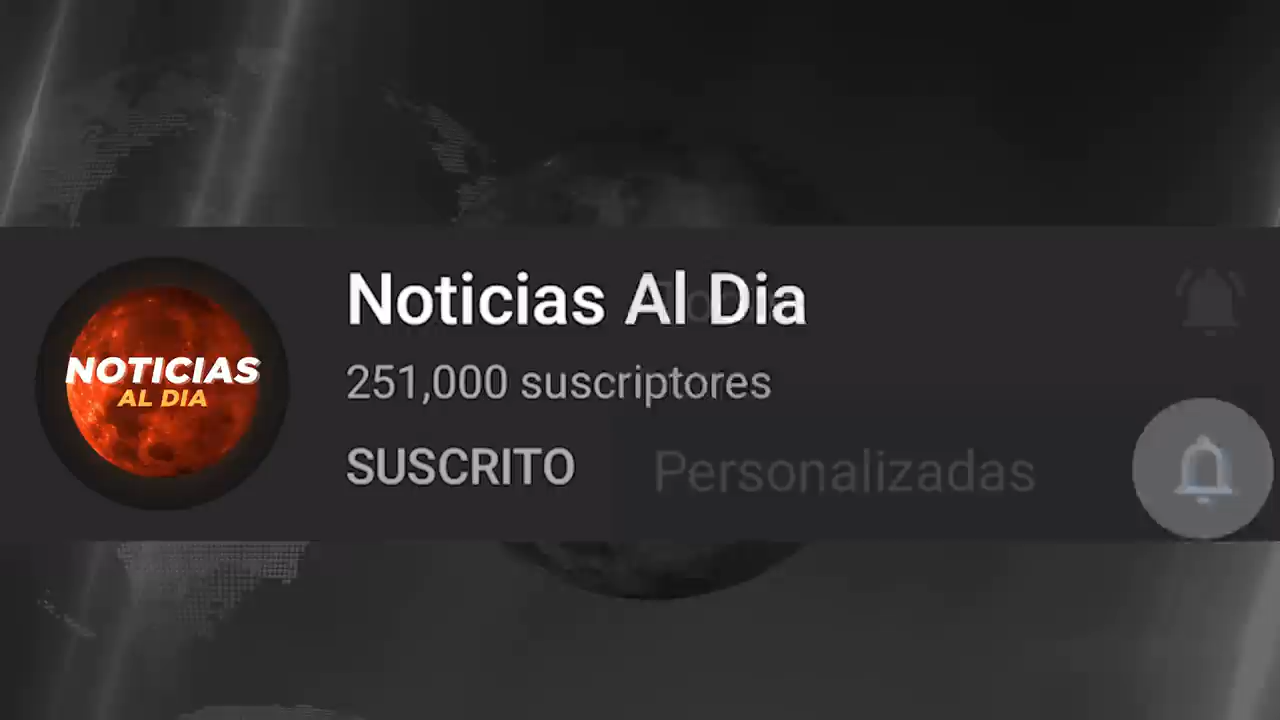 NOTICIAS
AL DIA
Noticias Al Dia
251,000 suscriptores
SUSCRITO
Personalizadas